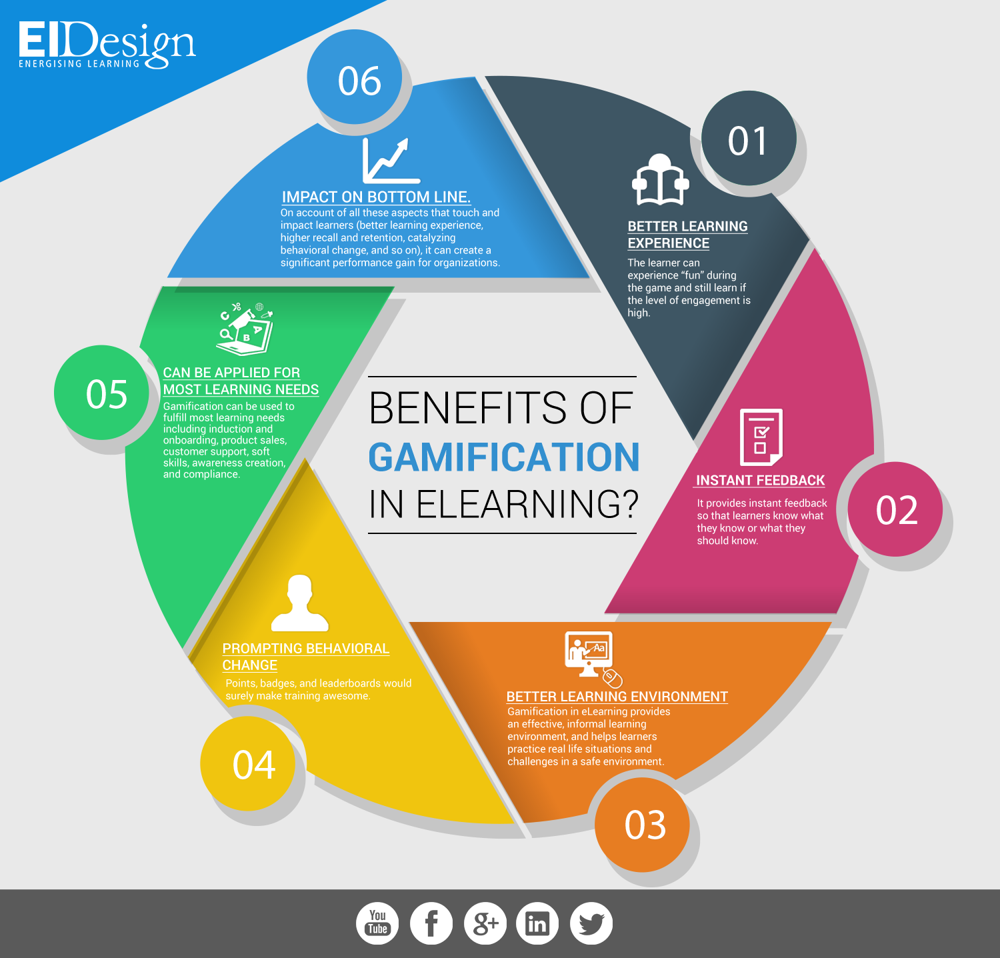 EIDesign
ENERGISING LEARNING
BENEFITS OF
GAMIFICATION
IN ELEARNING?
01
BETTER LEARNING
EXPERIENCE
The learner can
experience “fun” during
the game and still learn if
the level of engagement is
high.
02
INSTANT FEEDBACK
It provides instant feedback
so that learners know what
they know or what they
should know.
03
Aa
BETTER LEARNING ENVIRONMENT
Gamification in eLearning provides
an effective, informal learning
environment, and helps learners
practice real life situations and
challenges in a safe environment.
04
PROMPTING BEHAVIORAL
CHANGE
Points, badges, and leaderboards would
surely make training awesome.
05
C
A
B
CAN BE APPLIED FOR
MOST LEARNING NEEDS
Gamification can be used to
fulfill most learning needs
including induction and
onboarding, product sales,
customer support, soft
skills, awareness creation,
and compliance.
06
IMPACT ON BOTTOM LINE.
On account of all these aspects that touch and
impact learners (better learning experience,
higher recall and retention, catalyzing
behavioral change, and so on), it can create a
significant performance gain for organizations.
You
Tube
f
g+
in